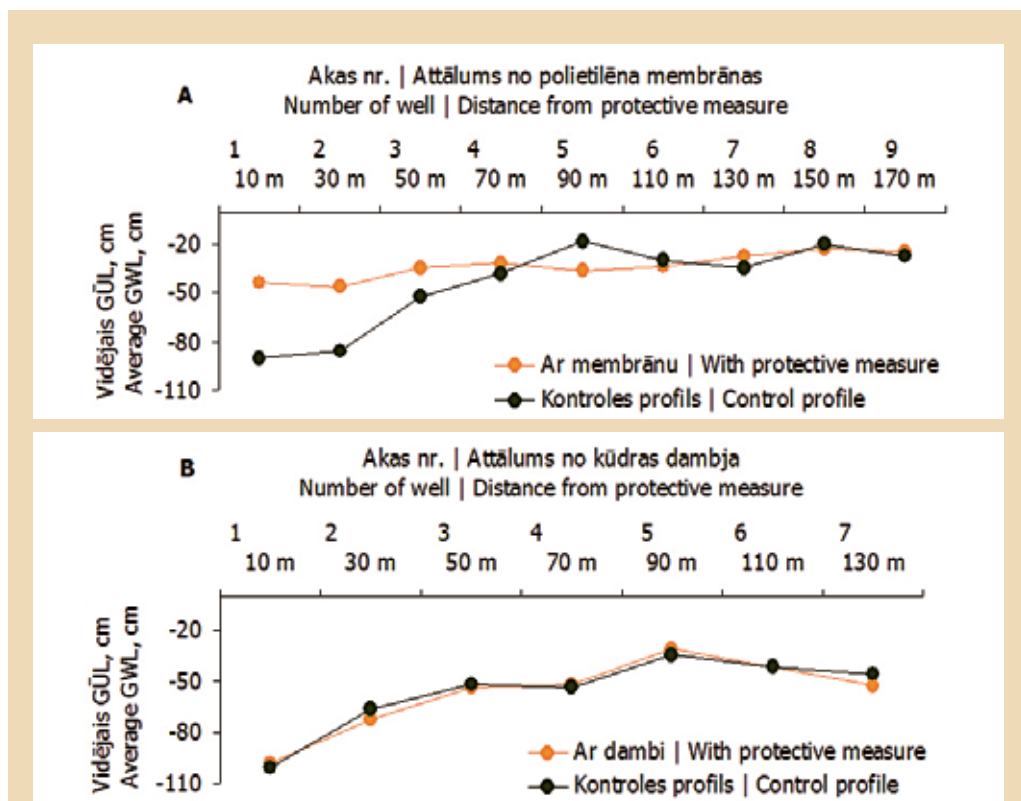 A
Akas nr. | Attālums no polietilēna membrānas
Number of well | Distance from protective measure
1 2 3 4 5 6 7 8 9
10 m 30 m 50 m 70 m 90 m 110 m 130 m 150 m 170 m
Vidējais GŪL, cm
Average GWL, cm
-20
-50
-80
-110
Ar membrānu | With protective measure
Kontroles profils | Control profile
B
Akas nr. | Attālums no kūdras dambja
Number of well | Distance from protective measure
1 2 3 4 5 6 7
10 m 30 m 50 m 70 m 90 m 110 m 130 m
Vidējais GŪL, cm
Average GWL, cm
-20
-50
-80
-110
Ar dambi | With protective measure
Kontroles profils | Control profile